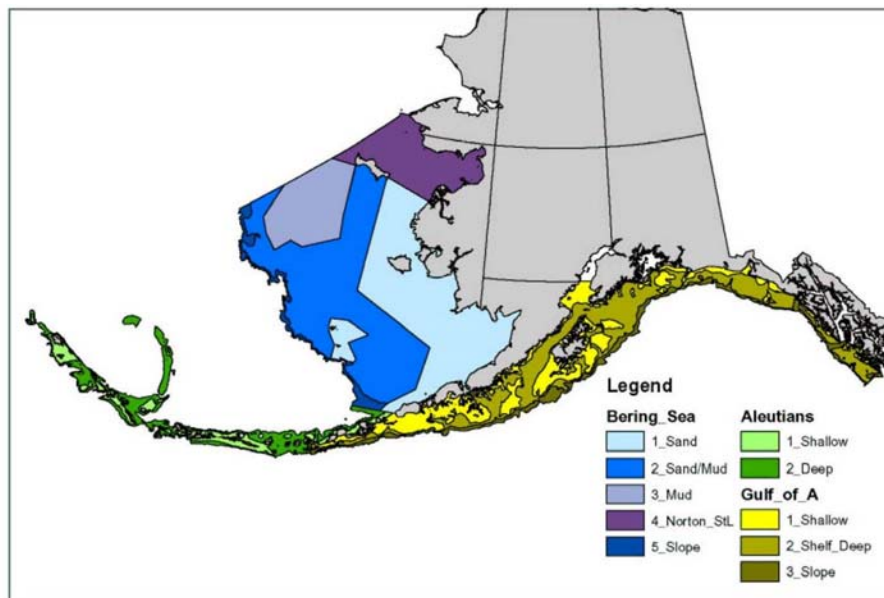 Legend
Bering_Sea
1_Sand
2_Sand/Mud
3_Mud
4_Norton_StL
5_Slope
Aleutians
1_Shallow
2_Deep
Gulf_of_A
1_Shallow
2_Shelf_Deep
3_Slope